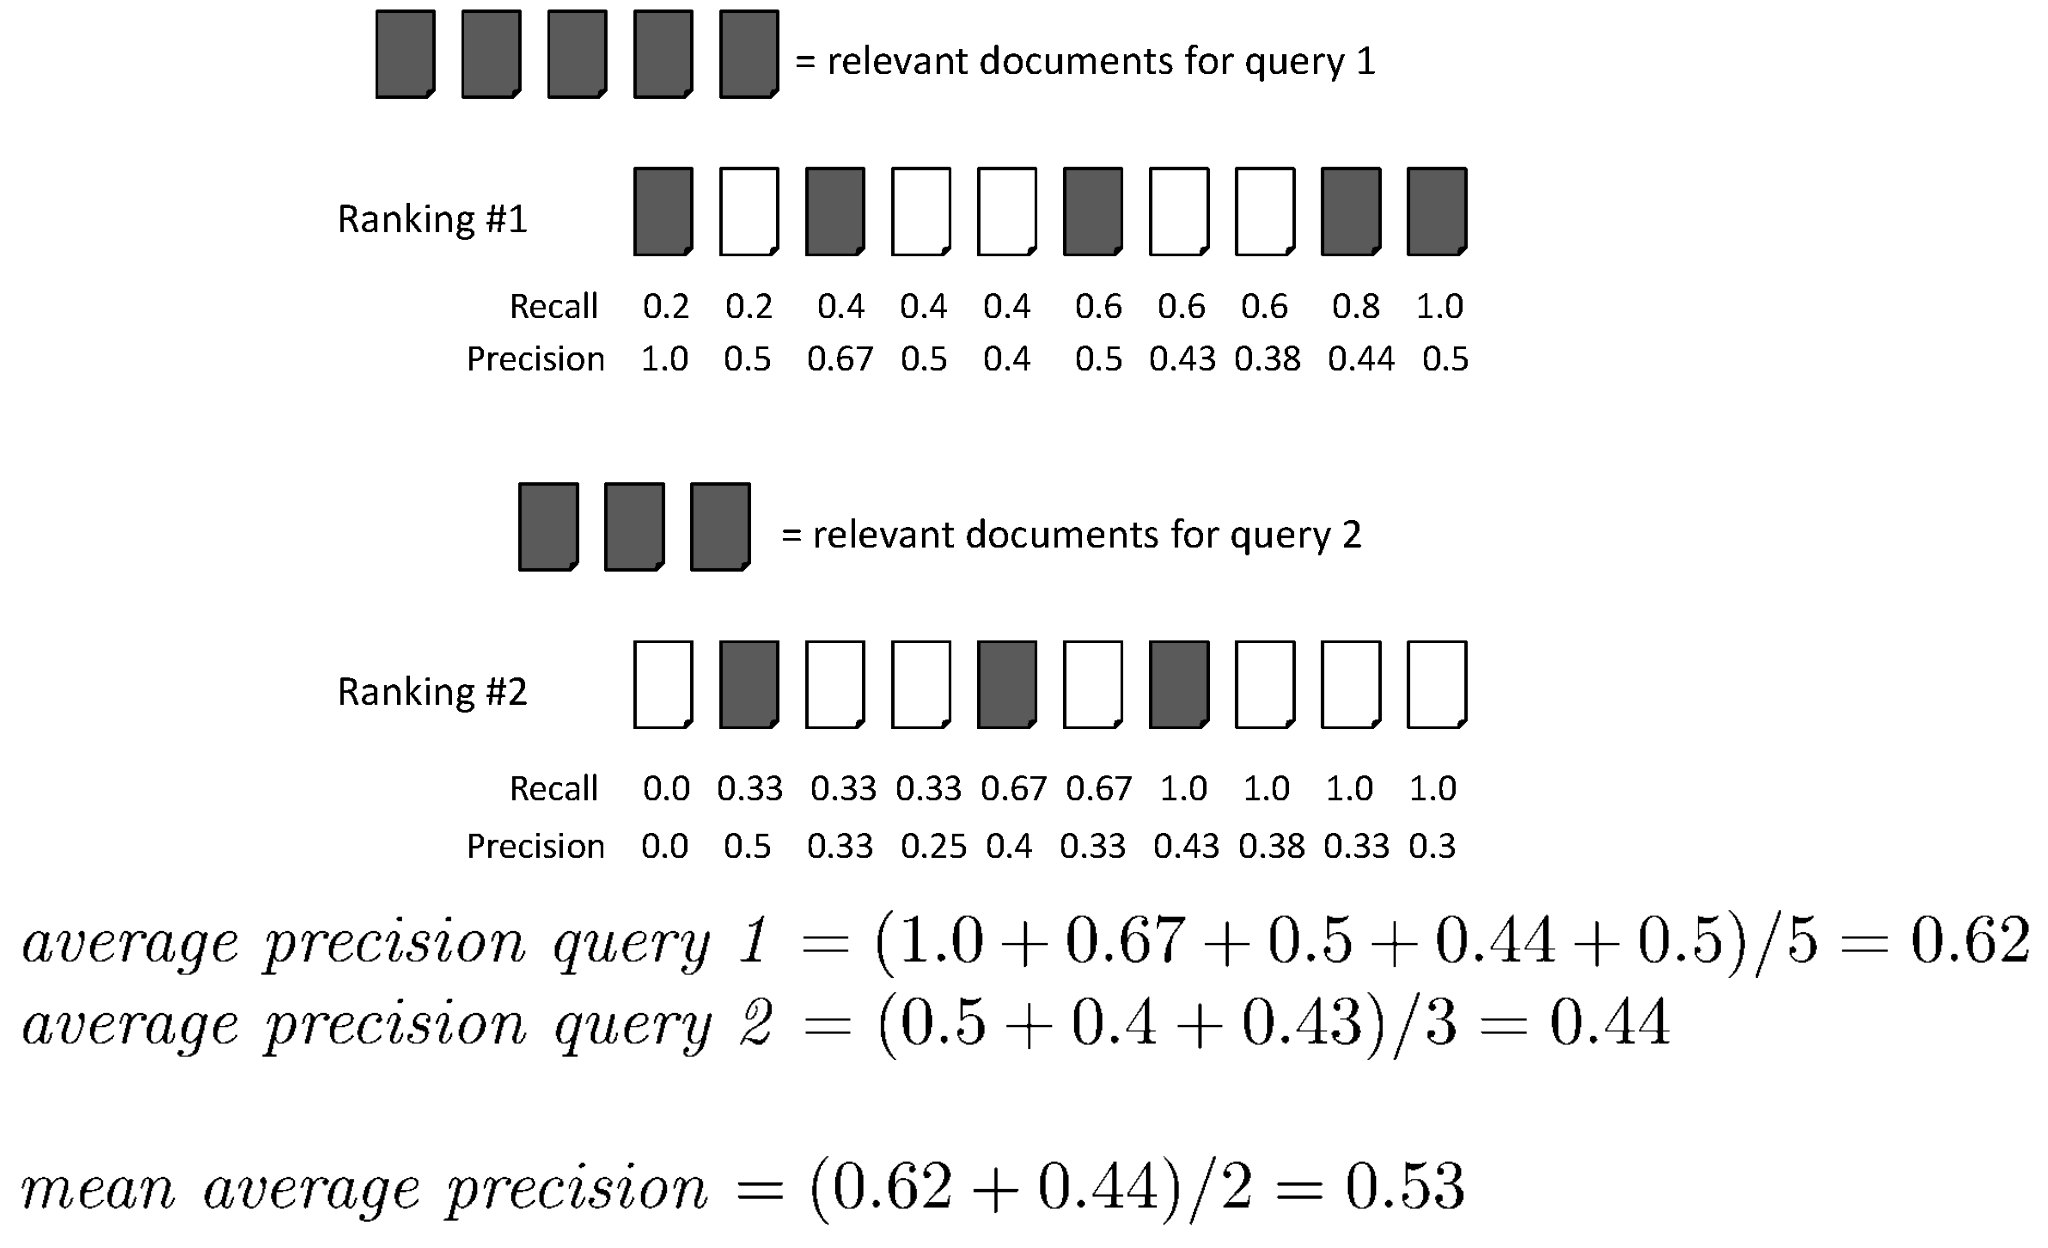 = relevant documents for query 1
Ranking #1
Recall 0.2 0.2 0.4 0.4 0.4 0.6 0.6 0.6 0.8 1.0
Precision 1.0 0.5 0.67 0.5 0.4 0.5 0.43 0.38 0.44 0.5
= relevant documents for query 2
Ranking #2
Recall 0.0 0.33 0.33 0.33 0.67 0.67 1.0 1.0 1.0 1.0
Precision 0.0 0.5 0.33 0.25 0.4 0.33 0.43 0.38 0.33 0.3
average precision query 1 = (1.0 + 0.67 + 0.5 + 0.44 + 0.5)/5 = 0.62
average precision query 2 = (0.5 + 0.4 + 0.43)/3 = 0.44
mean average precision = (0.62 + 0.44)/2 = 0.53